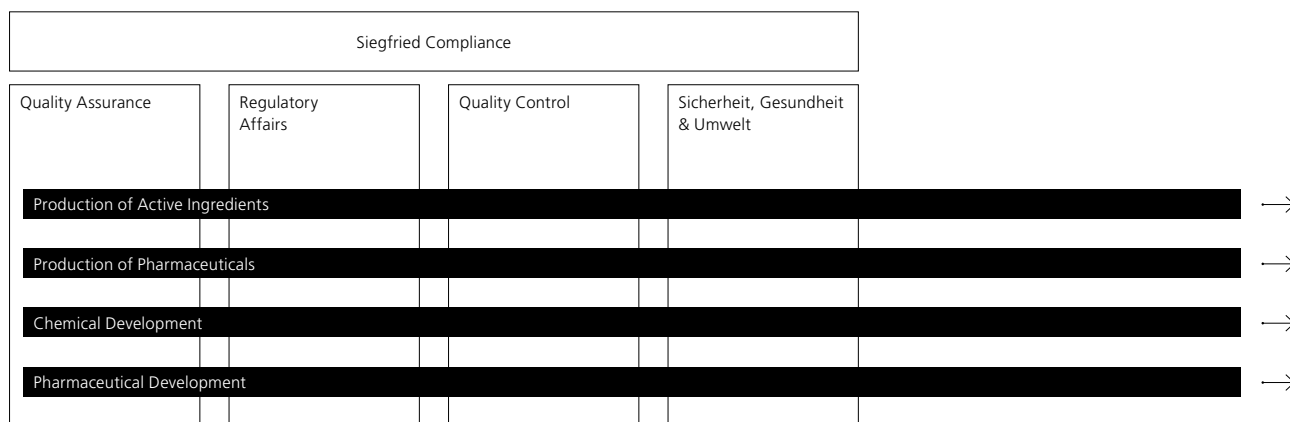 Siegfried Compliance
Quality Assurance
Regulatory
Affairs
Quality Control
Sicherheit, Gesundheit
& Umwelt
Production of Active Ingredients
Production of Pharmaceuticals
Chemical Development
Pharmaceutical Development